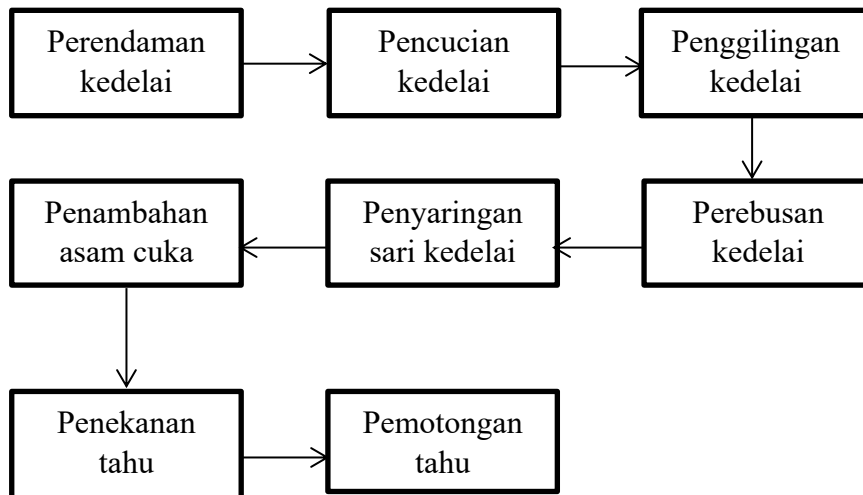 Perendaman
kedelai
Pencucian
kedelai
Penggilingan
kedelai
Perebusan
kedelai
Penyaringan
sari kedelai
Penambahan
asam cuka
Penekanan
tahu
Pemotongan
tahu